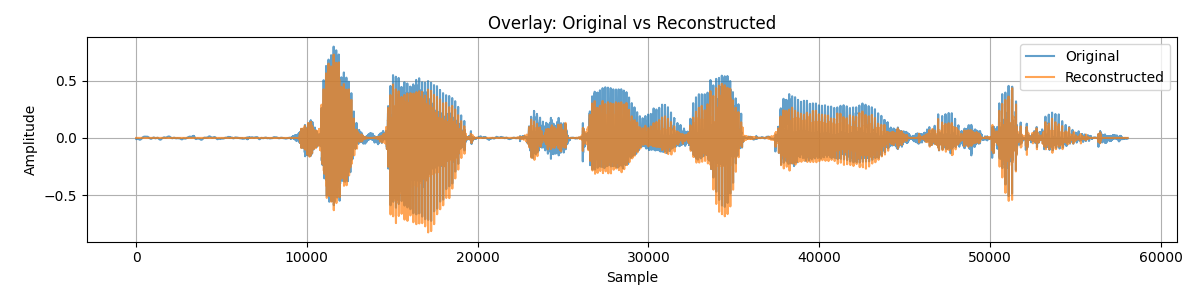 Overlay: Original vs Reconstructed
Original
Reconstructed
Amplitude
0.5
0.0
−0.5
0 10000 20000 30000 40000 50000 60000
Sample